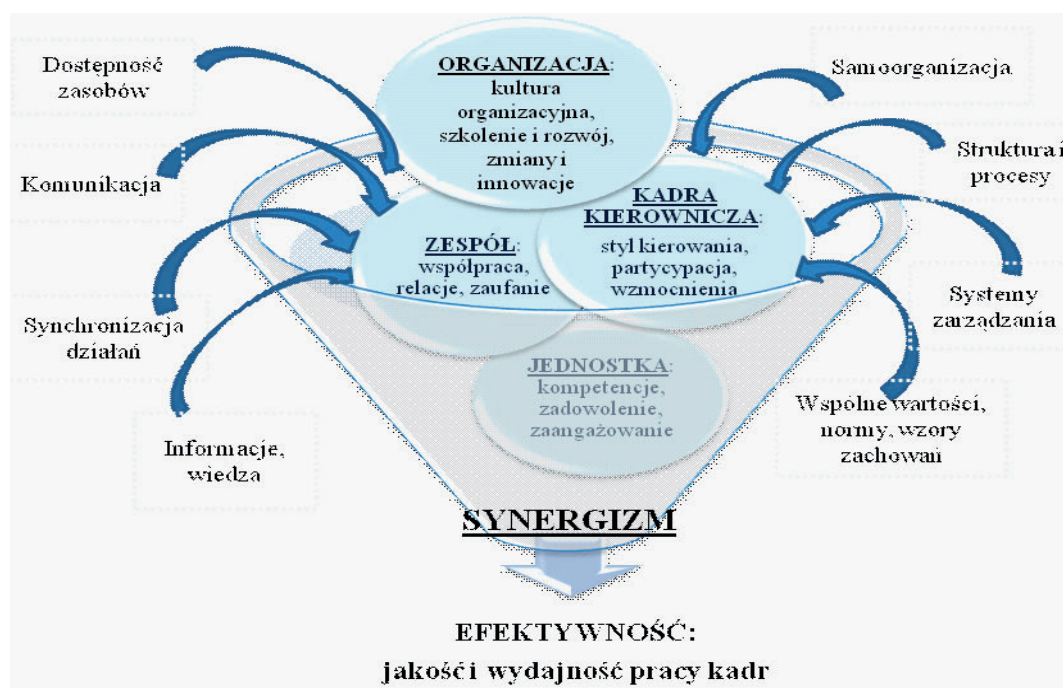 Dostępność
zasobów
Komunikacja
Synchronizacja
działań
Informacje,
wiedza
ORGANIZACJA:
kultura
organizacyjna,
szkolenie i rozwój,
zmiany i
innowacje
ZESPÓŁ:
współpraca,
relacje, zaufanie
KADRA
KIEROWNICZA:
styl kierowania,
partycypacja,
wzmocnienia
JEDNOSTKA:
kompetencje,
zadowolenie,
zaangażowanie
Samoorganizacja
Struktura i
procesy
Systemy
zarządzania
Wspólne wartości,
normy, wzory
zachowań
SYNERGIZM
EFEKTYWNOŚĆ:
jakość i wydajność pracy kadr